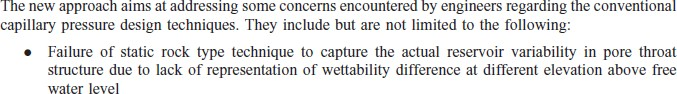 The new approach aims at addressing some concerns encountered by engineers regarding the conventional
capillary pressure design techniques. They include but are not limited to the following:
• Failure of static rock type technique to capture the actual reservoir variability in pore throat
structure due to lack of representation of wettability difference at different elevation above free
water level